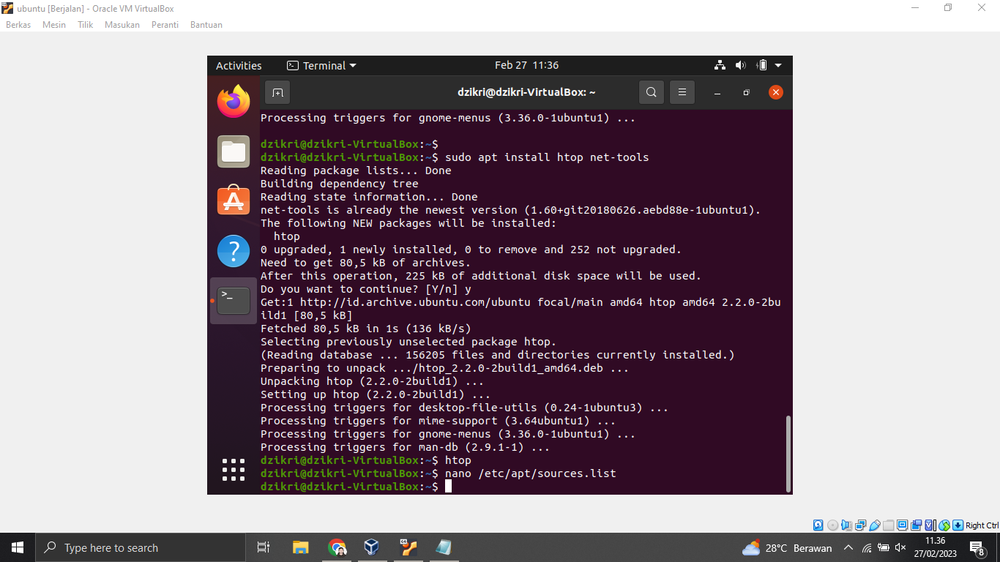 ubuntu [Berjalan] - Oracle VM VirtualBox
Berkas Mesin Tilik Masukan Peranti Bantuan
Activities Terminal Feb 27 11:36
dzikri@dzikri-VirtualBox: ~
Processing triggers for gnome-menus (3.36.0-1ubuntu1) ...
dzikri@dzikri-VirtualBox:~$
dzikri@dzikri-VirtualBox:~$ sudo apt install htop net-tools
Reading package lists... Done
Building dependency tree
Reading state information... Done
net-tools is already the newest version (1.60+git20180626.aebd88e-1ubuntu1).
The following NEW packages will be installed:
htop
0 upgraded, 1 newly installed, 0 to remove and 252 not upgraded.
Need to get 80,5 kB of archives.
After this operation, 225 kB of additional disk space will be used.
Do you want to continue? [Y/n] y
Get:1 http://id.archive.ubuntu.com/ubuntu focal/main amd64 htop amd64 2.2.0-2bu
ild1 [80,5 kB]
Fetched 80,5 kB in 1s (136 kB/s)
Selecting previously unselected package htop.
(Reading database ... 156205 files and directories currently installed.)
Preparing to unpack .../htop_2.2.0-2build1_amd64.deb ...
Unpacking htop (2.2.0-2build1) ...
Setting up htop (2.2.0-2build1) ...
Processing triggers for desktop-file-utils (0.24-1ubuntu3) ...
Processing triggers for mime-support (3.64ubuntu1) ...
Processing triggers for gnome-menus (3.36.0-1ubuntu1) ...
Processing triggers for man-db (2.9.1-1) ...
dzikri@dzikri-VirtualBox:~$ htop
dzikri@dzikri-VirtualBox:~$ nano /etc/apt/sources.list
dzikri@dzikri-VirtualBox:~$
Right Ctrl
Type here to search
28°C Berawan
11.36
27/02/2023
8